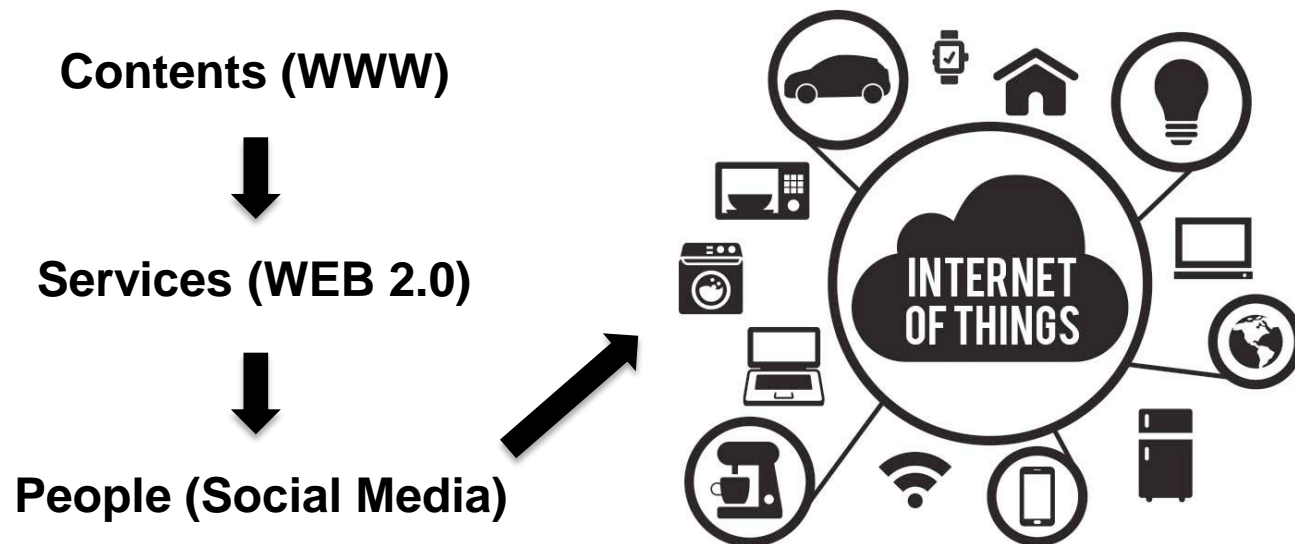 Contents (WWW)
Services (WEB 2.0)
People (Social Media)
INTERNET
OF THINGS